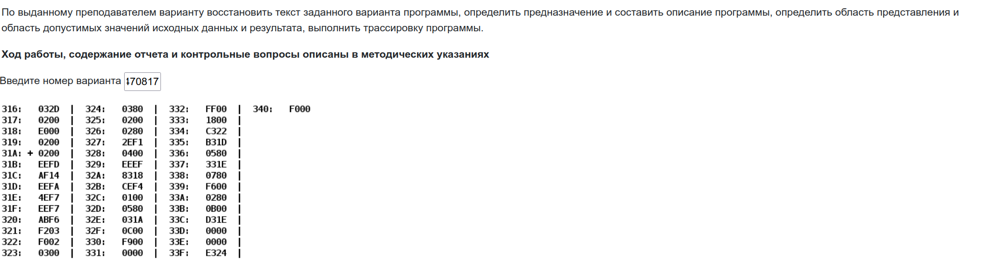 По выданному преподавателем варианту восстановить текст заданного варианта программы, определить предназначение и составить описание программы, определить область представления и
область допустимых значений исходных данных и результата, выполнить трассировку программы.
Ход работы, содержание отчета и контрольные вопросы описаны в методических указаниях
Введите номер варианта 470817
316: 032D | 324: 0380 | 332: FF00 | 340: F000
317: 0200 | 325: 0200 | 333: 1800 |
318: E000 | 326: 0280 | 334: C322 |
319: 0200 | 327: 2EF1 | 335: B31D |
31A: + 0200 | 328: 0400 | 336: 0580 |
31B: EEFD | 329: EEEF | 337: 331E |
31C: AF14 | 32A: 8318 | 338: 0780 |
31D: EEFA | 32B: CEF4 | 339: F600 |
31E: 4EF7 | 32C: 0100 | 33A: 0280 |
31F: EEF7 | 32D: 0580 | 33B: 0B00 |
320: ABF6 | 32E: 031A | 33C: D31E |
321: F203 | 32F: 0C00 | 33D: 0000 |
322: F002 | 330: F900 | 33E: 0000 |
323: 0300 | 331: 0000 | 33F: E324 |